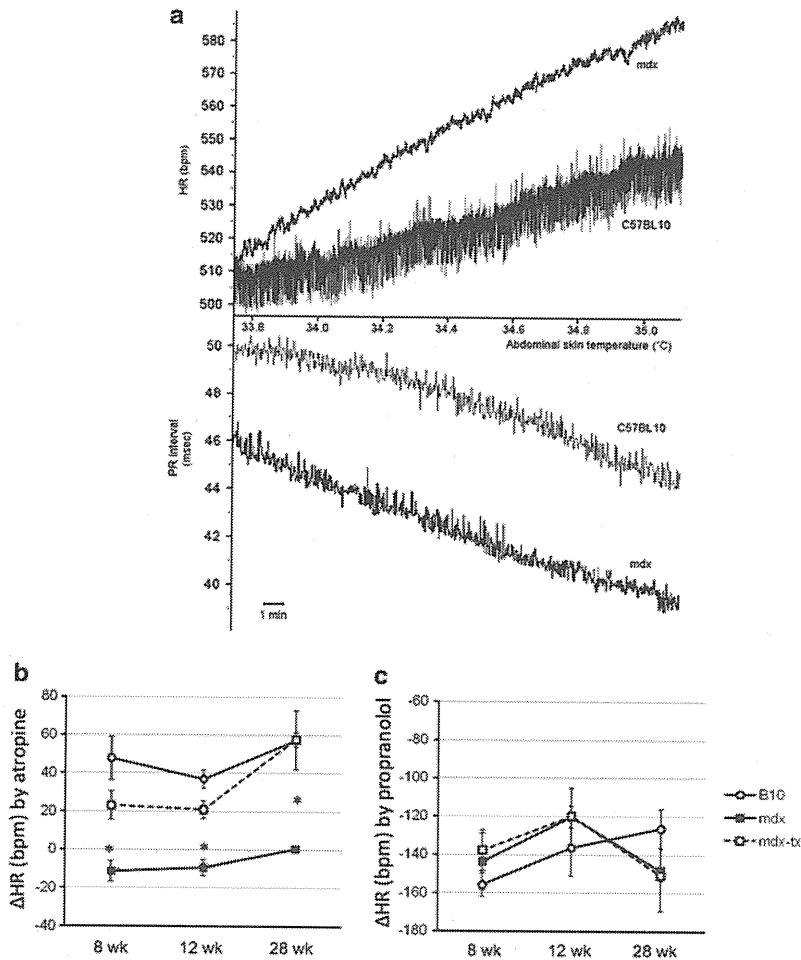 a
HR (bpm)
580
570
560
550
540
530
520
510
500
mdx
C57BL10
33.8 34.0 34.2 34.4 34.6 34.8 35.0
Abdominal skin temperature (°C)
PR interval
(msec)
50
48
46
44
42
40
C57BL10
mdx
1 min
b
ΔHR (bpm) by atropine
80
60
40
20
0
-20
-40
* * *
8 wk 12 wk 28 wk
c
ΔHR (bpm) by propranolol
-60
-80
-100
-120
-140
-160
-180
8 wk 12 wk 28 wk
B10
mdx
mdx-tx